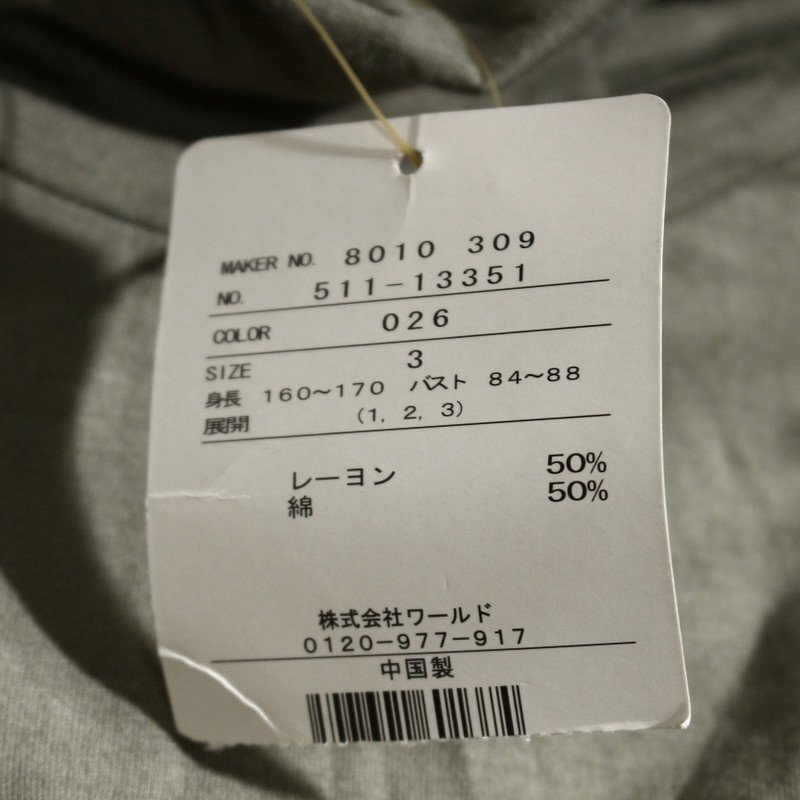 MAKER NO. 8010 309
NO. 511-13351
COLOR 026
SIZE 3
身長 160〜170 バスト 84〜88
展開 (1, 2, 3)
レーヨン 50%
綿 50%
株式会社ワールド
0120-977-917
中国製